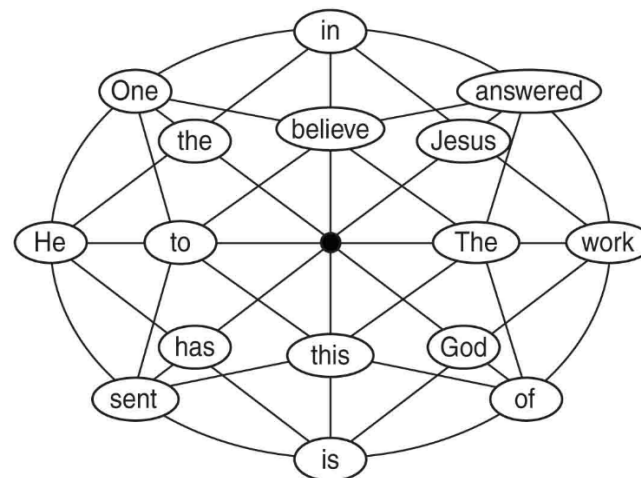 in
One
answered
the
believe
Jesus
He
to
The
work
has
this
God
sent
of
is